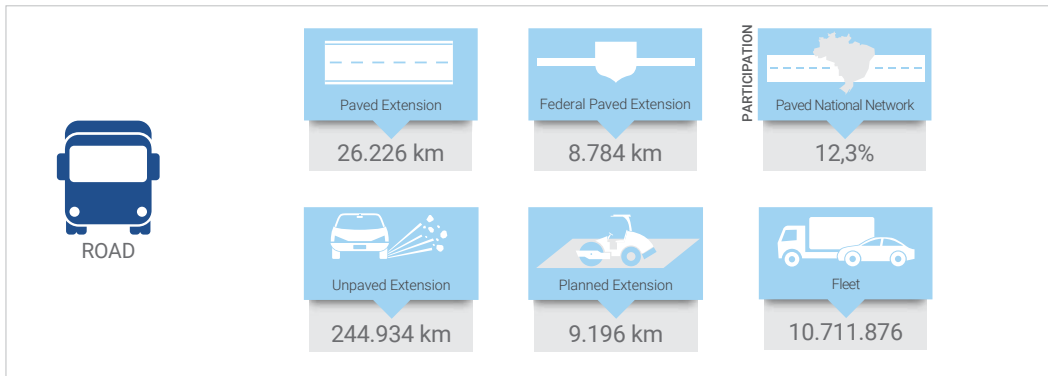 ROAD
Paved Extension
26.226 km
Federal Paved Extension
8.784 km
PARTICIPATION
Paved National Network
12,3%
Unpaved Extension
244.934 km
Planned Extension
9.196 km
Fleet
10.711.876